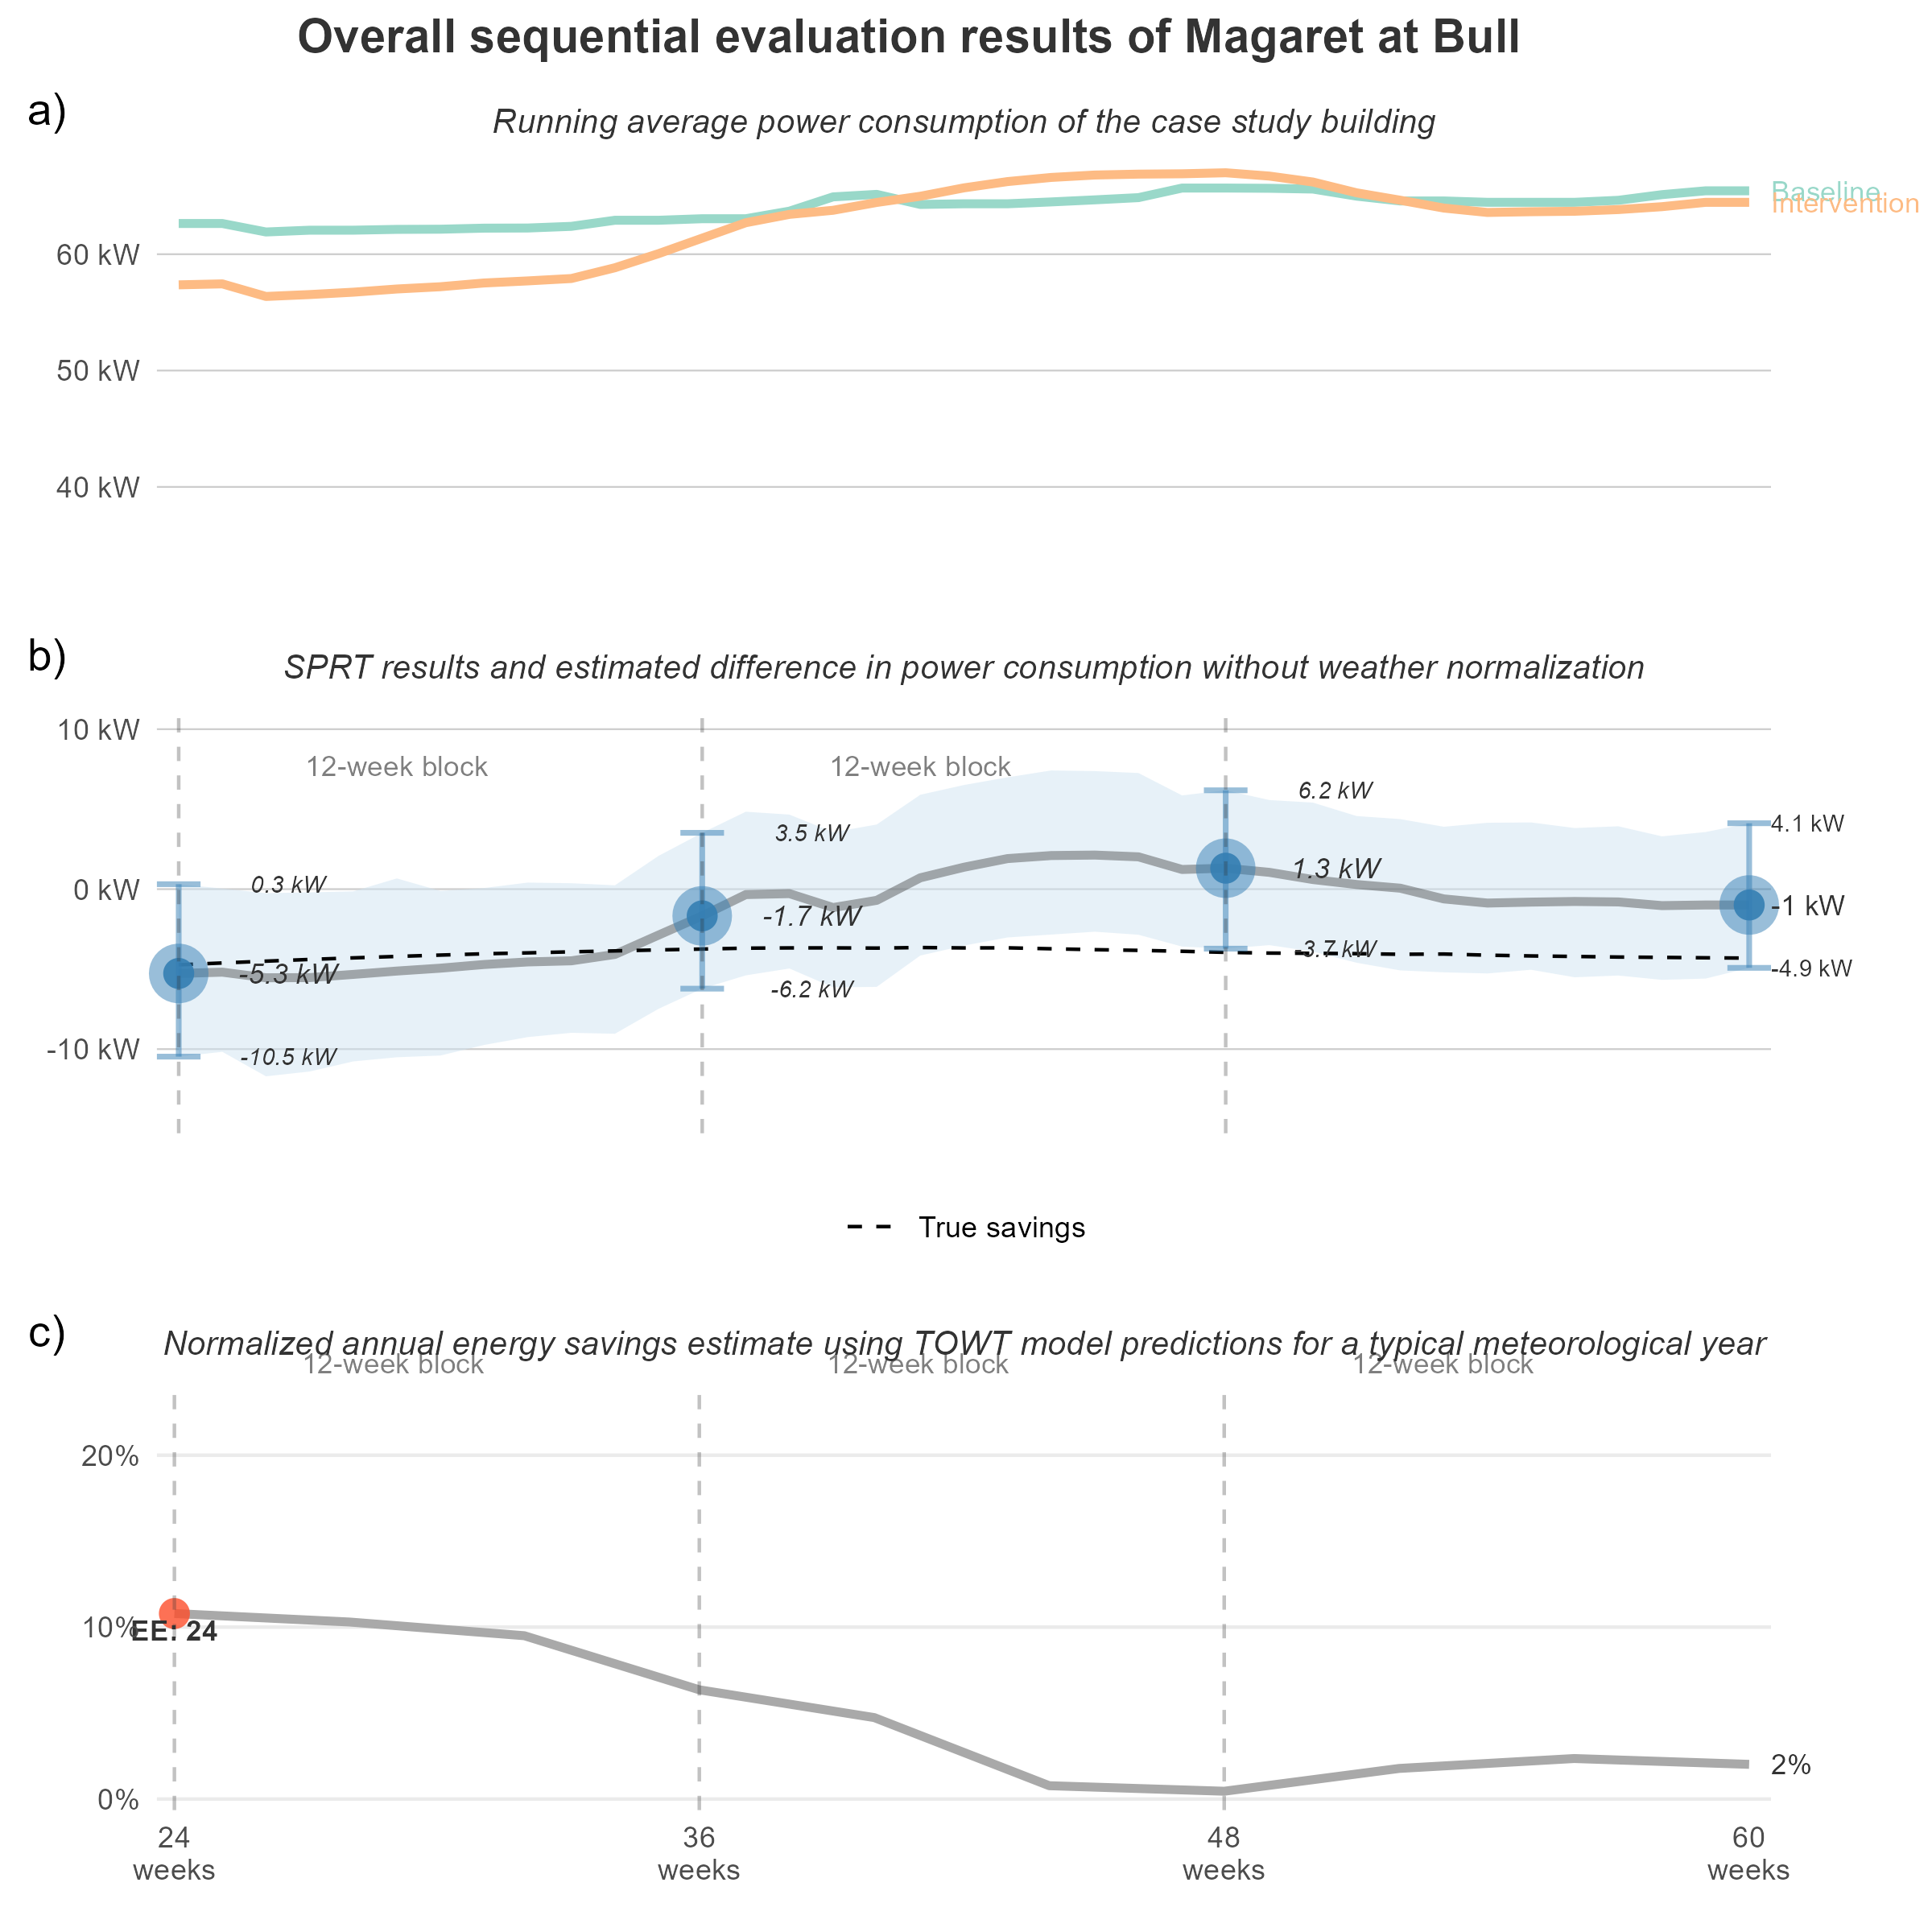 Overall sequential evaluation results of Magaret at Bull
a)
Running average power consumption of the case study building
Baseline
Intervention
60 kW
50 kW
40 kW
b)
SPRT results and estimated difference in power consumption without weather normalization
10 kW
0 kW
-10 kW
12-week block
12-week block
0.3 kW
-5.3 kW
-10.5 kW
3.5 kW
-1.7 kW
-6.2 kW
6.2 kW
1.3 kW
-3.7 kW
4.1 kW
-1 kW
-4.9 kW
True savings
c)
Normalized annual energy savings estimate using TOWT model predictions for a typical meteorological year
12-week block
12-week block
12-week block
20%
10%
0%
EE: 24
2%
24 weeks
36 weeks
48 weeks
60 weeks